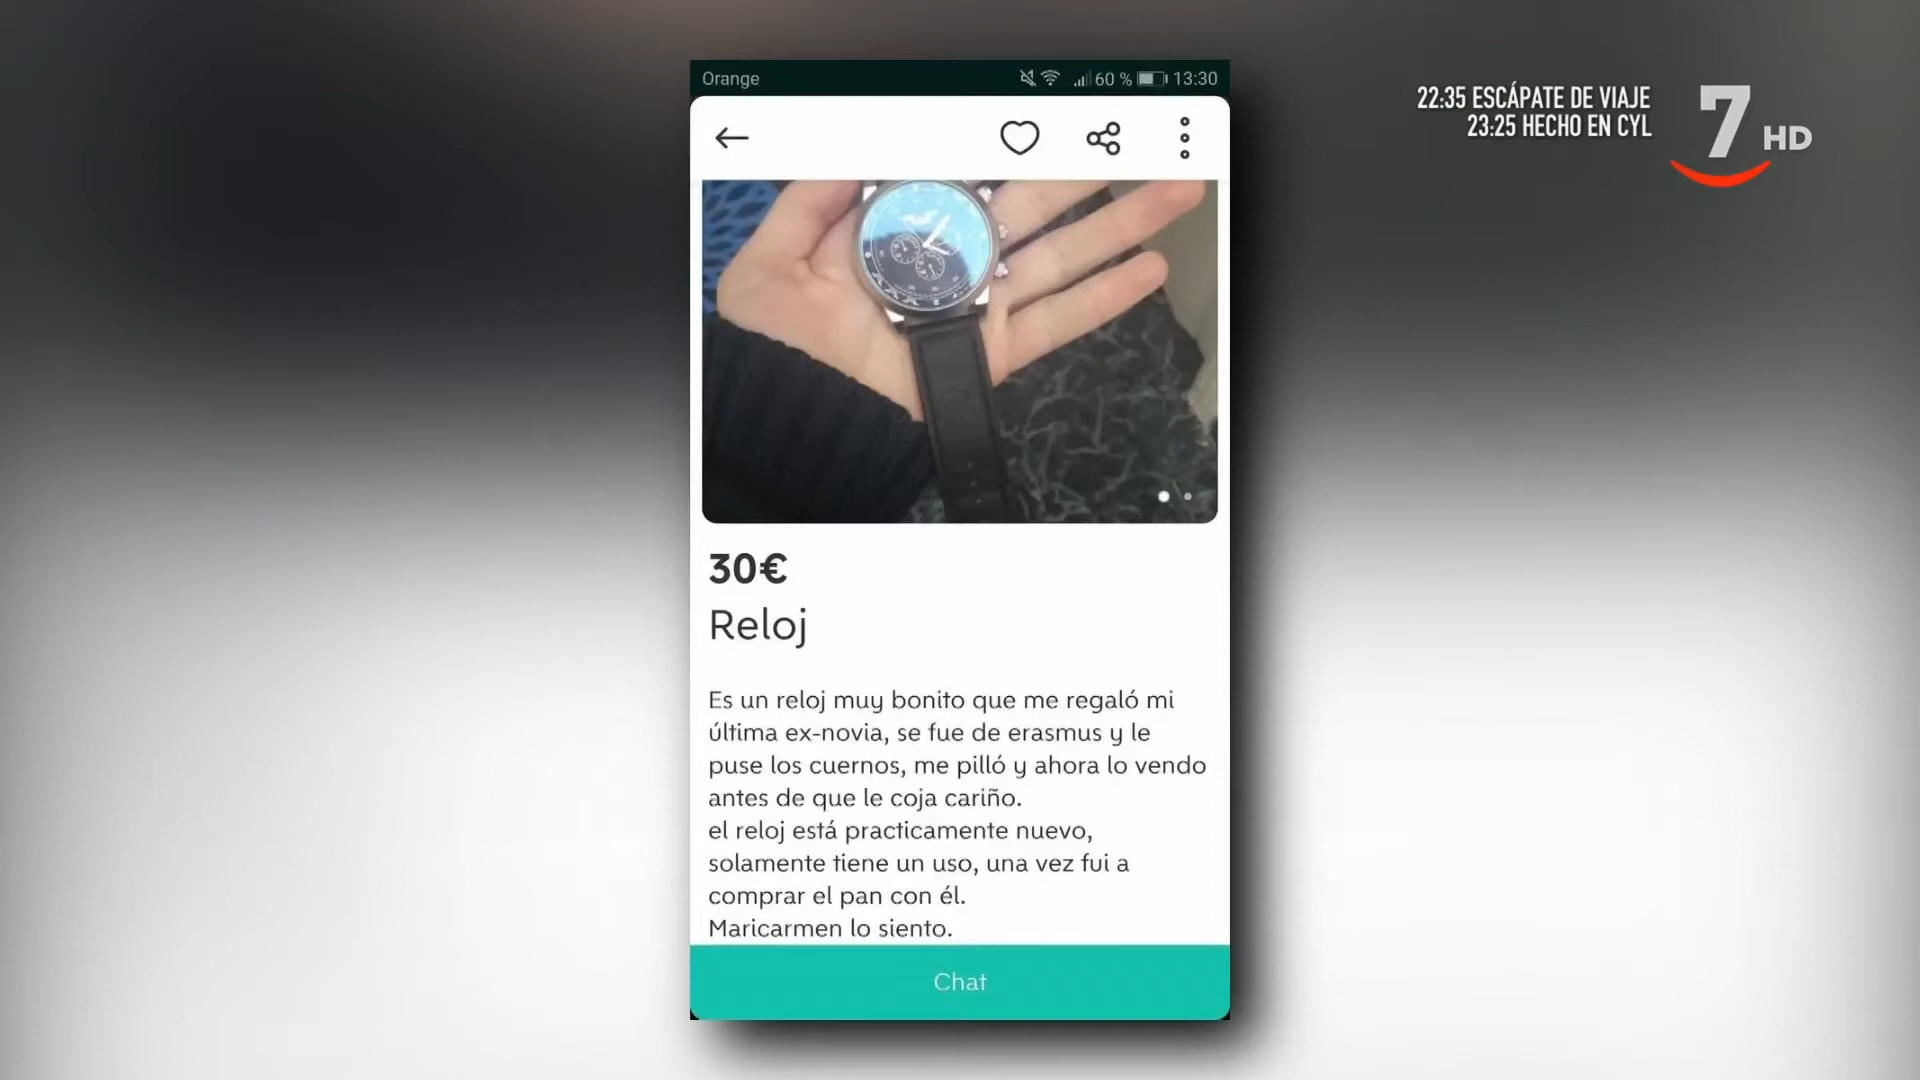 Orange 60 % 13:30
22:35 ESCÁPATE DE VIAJE
23:25 HECHO EN CYL
7 HD
30€
Reloj
Es un reloj muy bonito que me regaló mi
última ex-novia, se fue de erasmus y le
puse los cuernos, me pilló y ahora lo vendo
antes de que le coja cariño.
el reloj está practicamente nuevo,
solamente tiene un uso, una vez fui a
comprar el pan con él.
Maricarmen lo siento.
Chat